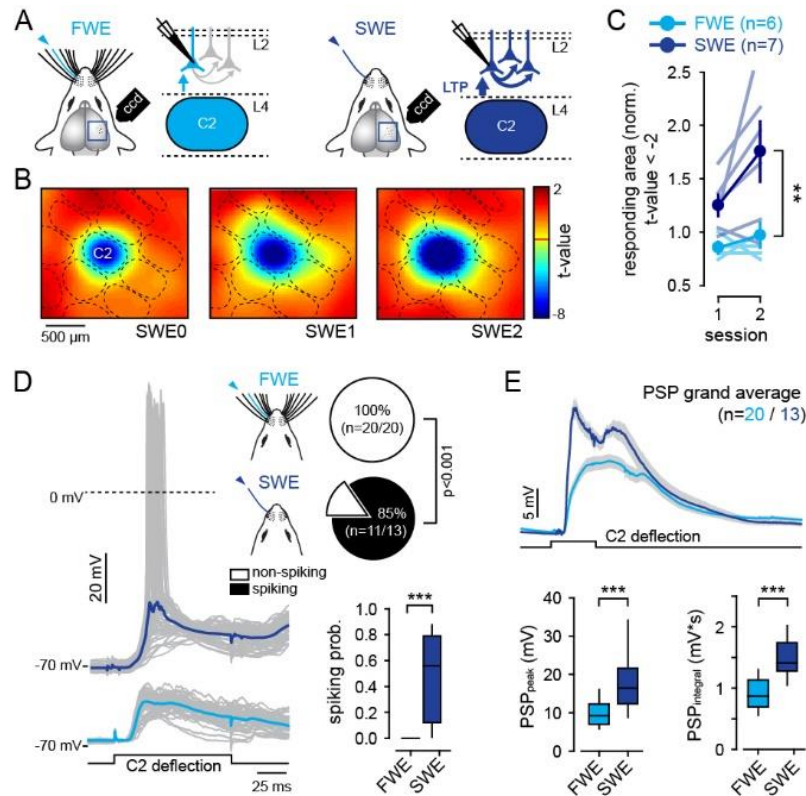 A
FWE
L2
L4
C2
ccd
SWE
L2
LTP
L4
C2
ccd
B
C2
500 µm
SWE0
SWE1
SWE2
2
t-value
-8
C
FWE (n=6)
SWE (n=7)
responding area (norm.)
t-value < -2
2.5
2.0
1.5
1.0
0.5
**
1 2
session
D
0 mV
20 mV
-70 mV
-70 mV
C2 deflection
25 ms
FWE
100%
(n=20/20)
SWE
85%
(n=11/13)
p<0.001
non-spiking
spiking
spiking prob.
1.0
0.8
0.6
0.4
0.2
0.0
***
FWE
SWE
E
PSP grand average
(n=20 / 13)
5 mV
C2 deflection
PSPpeak (mV)
40
30
20
10
***
FWE
SWE
PSPintegral (mV*s)
2
1
0
***
FWE
SWE